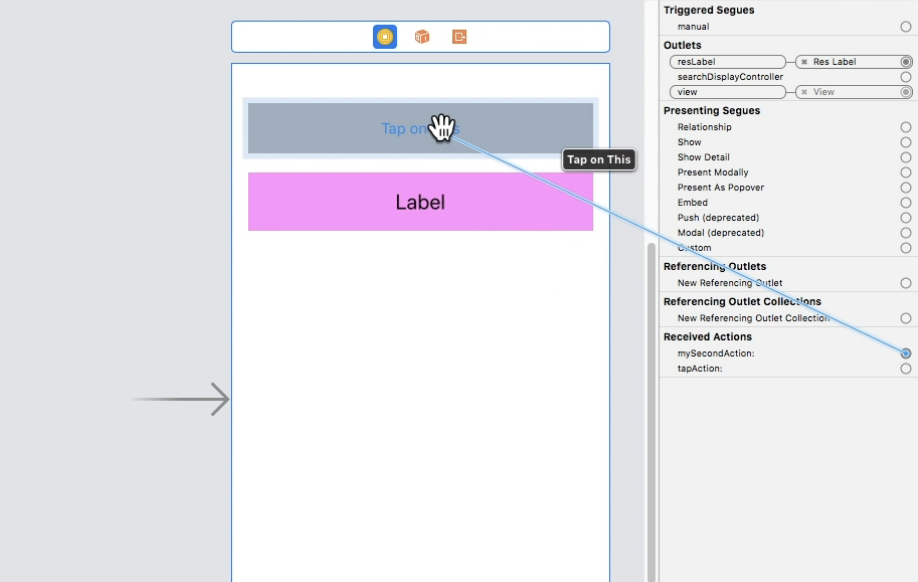 Tap on This
Tap on This
Label
Triggered Segues
manual
Outlets
resLabel
Res Label
searchDisplayController
view
View
Presenting Segues
Relationship
Show
Show Detail
Present Modally
Present As Popover
Embed
Push (deprecated)
Modal (deprecated)
Custom
Referencing Outlets
New Referencing Outlet
Referencing Outlet Collections
New Referencing Outlet Collection
Received Actions
mySecondAction:
tapAction: